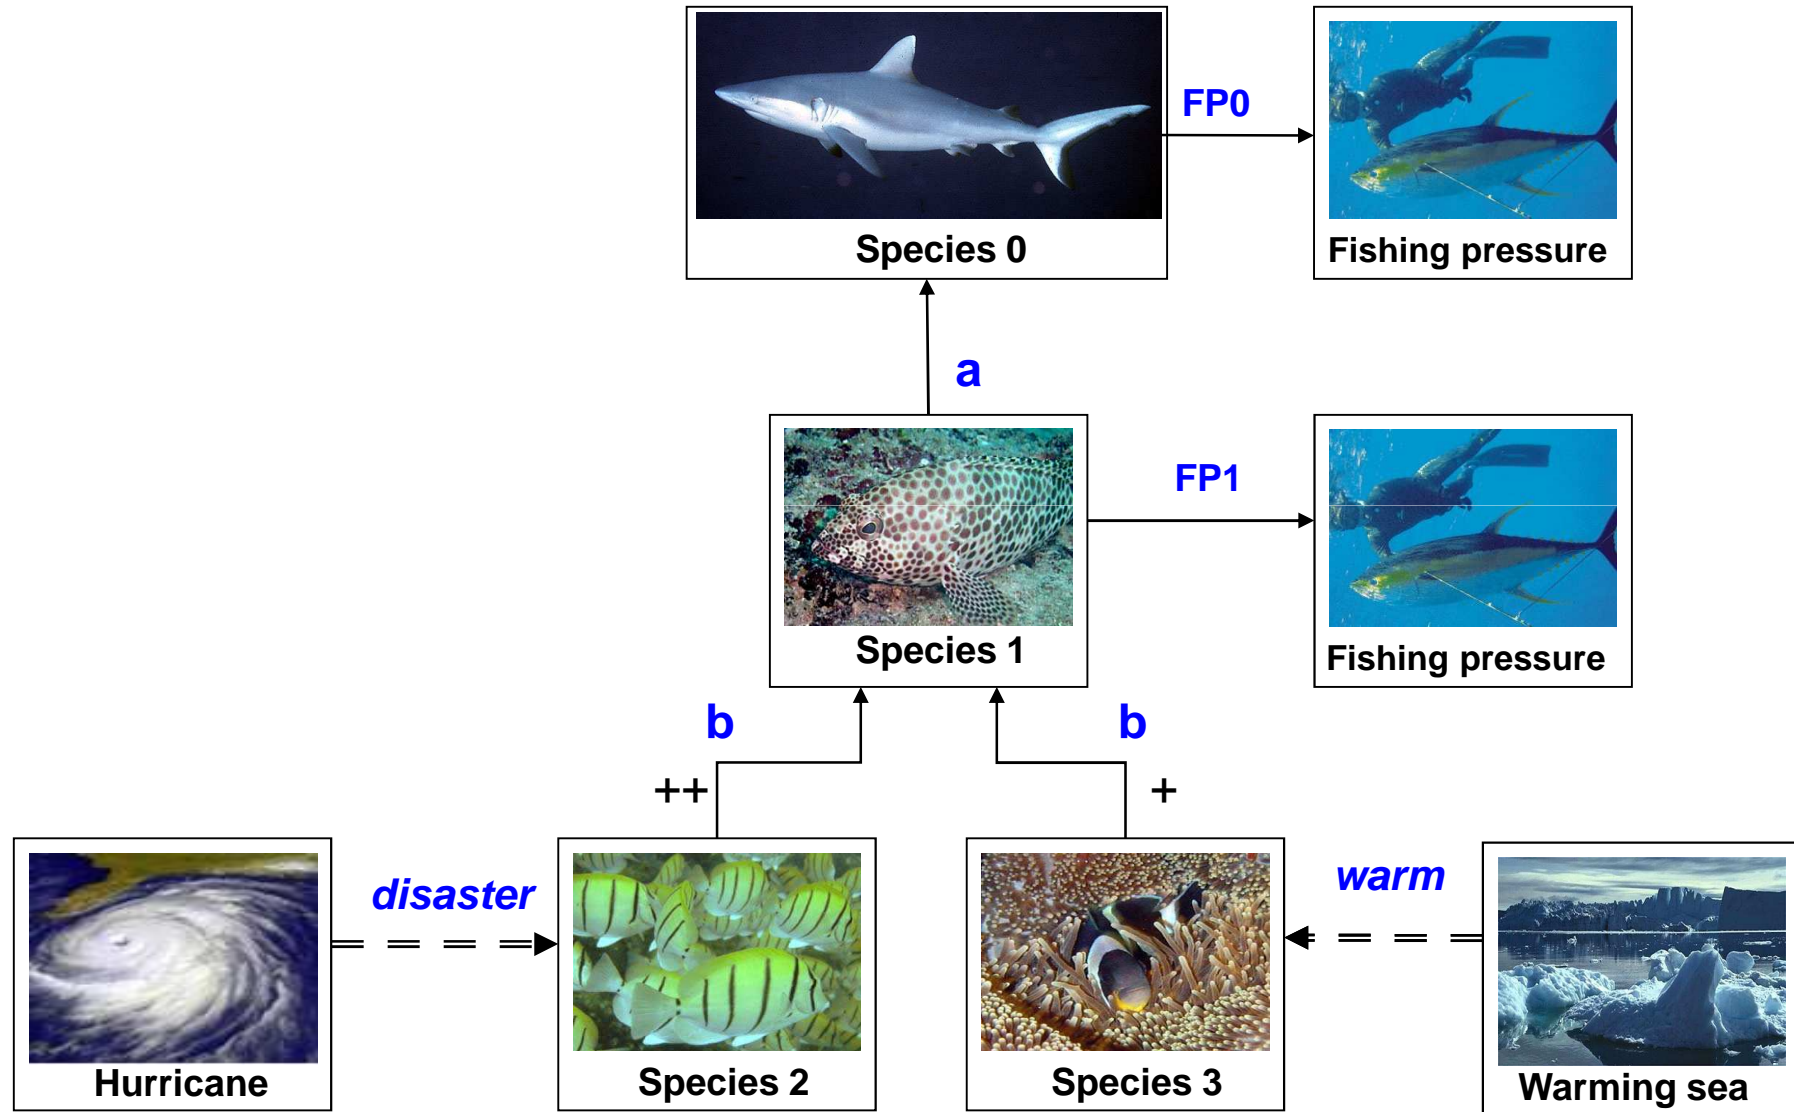 FP0
Species 0
Fishing pressure
a
FP1
Species 1
Fishing pressure
b
b
++
+
disaster
warm
Hurricane
Species 2
Species 3
Warming sea